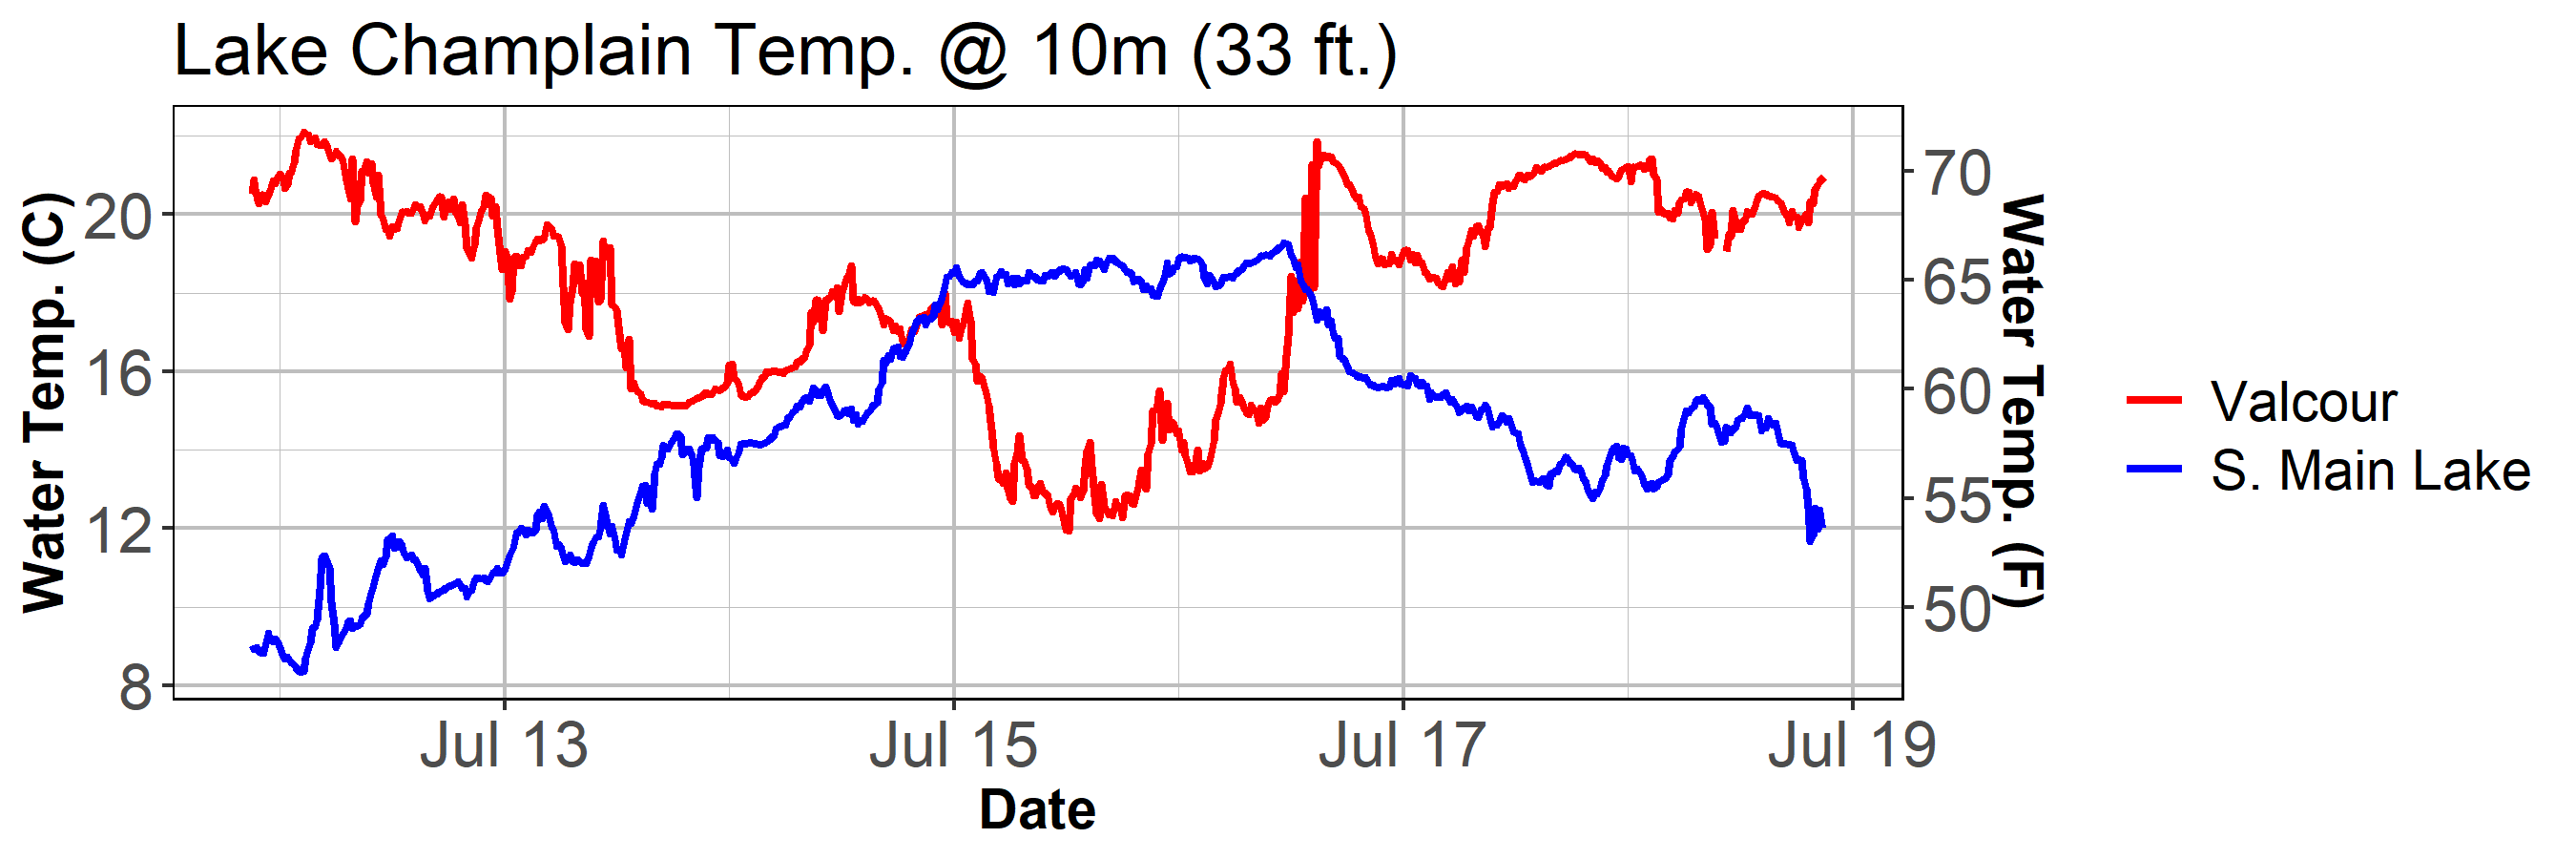 Lake Champlain Temp. @ 10m (33 ft.)
Water Temp. (C)
20
16
12
8
70
65
60
55
50
Water Temp. (F)
Jul 13
Jul 15
Jul 17
Jul 19
Date
Valcour
S. Main Lake